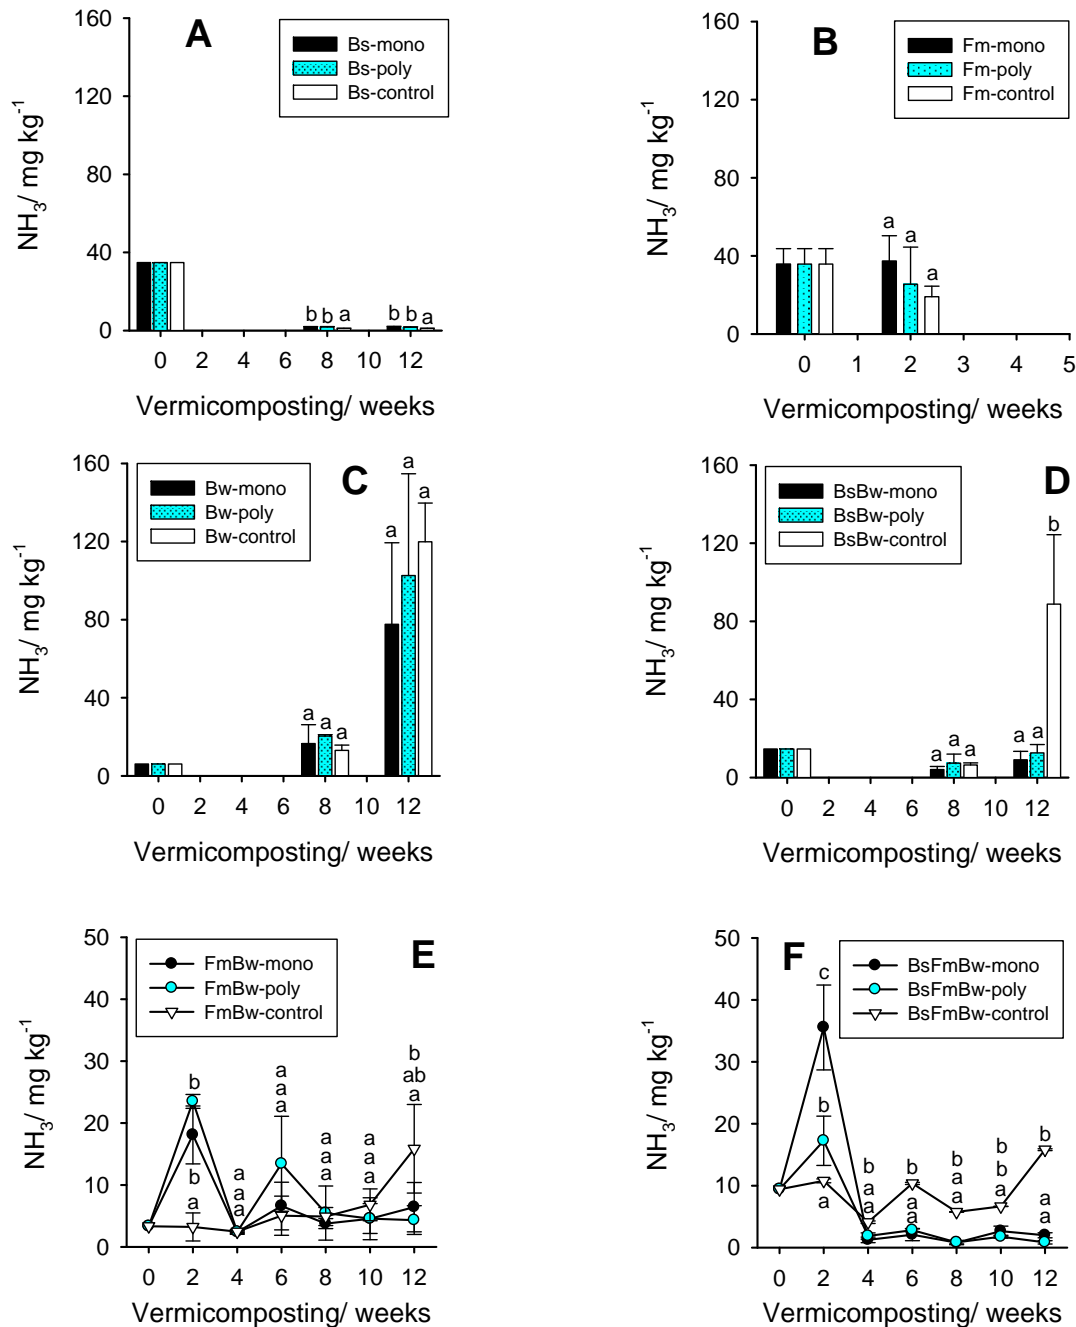 A
Bs-mono
Bs-poly
Bs-control
NH3/ mg kg-1
160
120
80
40
0
b b a b b a
0 2 4 6 8 10 12
Vermicomposting/ weeks
B
Fm-mono
Fm-poly
Fm-control
NH3/ mg kg-1
160
120
80
40
0
a a a
0 1 2 3 4 5
Vermicomposting/ weeks
C
Bw-mono
Bw-poly
Bw-control
NH3/ mg kg-1
160
120
80
40
0
a a a a a a
0 2 4 6 8 10 12
Vermicomposting/ weeks
D
BsBw-mono
BsBw-poly
BsBw-control
NH3/ mg kg-1
160
120
80
40
0
a a a a a b
0 2 4 6 8 10 12
Vermicomposting/ weeks
E
FmBw-mono
FmBw-poly
FmBw-control
NH3/ mg kg-1
50
40
30
20
10
0
b
b
a
a
a
a
a
a
a
a
a
a
a
a
a
b
ab
a
0 2 4 6 8 10 12
Vermicomposting/ weeks
F
BsFmBw-mono
BsFmBw-poly
BsFmBw-control
NH3/ mg kg-1
50
40
30
20
10
0
c
b
a
b
a
a
b
a
a
b
a
a
b
b
a
b
a
a
0 2 4 6 8 10 12
Vermicomposting/ weeks